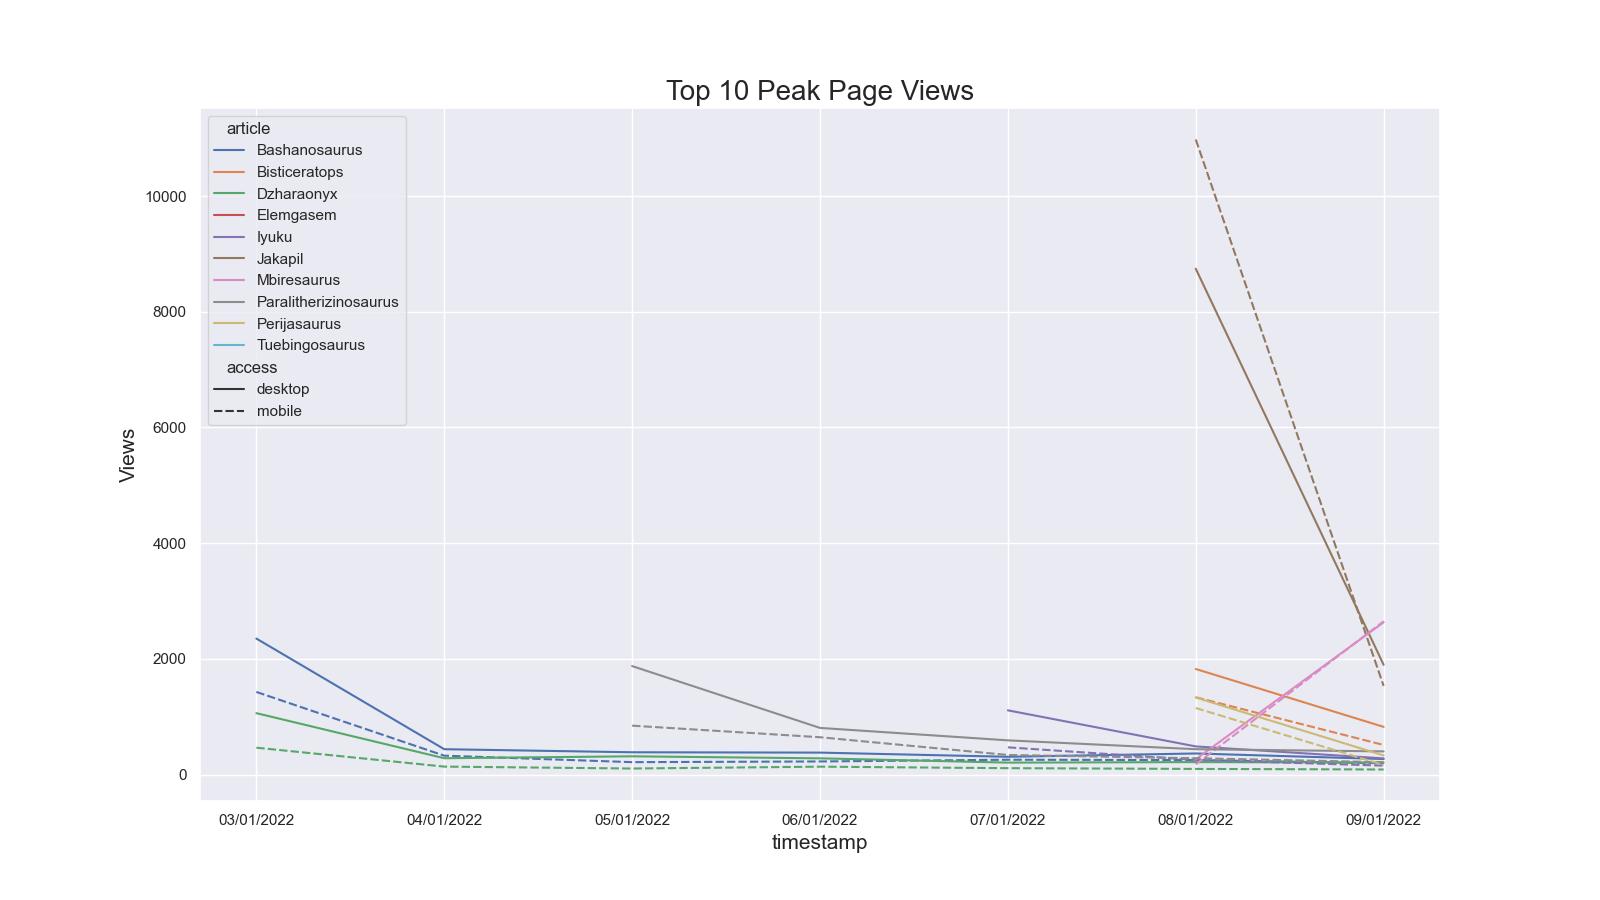 Top 10 Peak Page Views
article
Bashanosaurus
Bisticeratops
Dzharaonyx
Elemgasem
Iyuku
Jakapil
Mbiresaurus
Paralitherizinosaurus
Perijasaurus
Tuebingosaurus
access
desktop
mobile
Views
10000
8000
6000
4000
2000
0
03/01/2022 04/01/2022 05/01/2022 06/01/2022 07/01/2022 08/01/2022 09/01/2022
timestamp